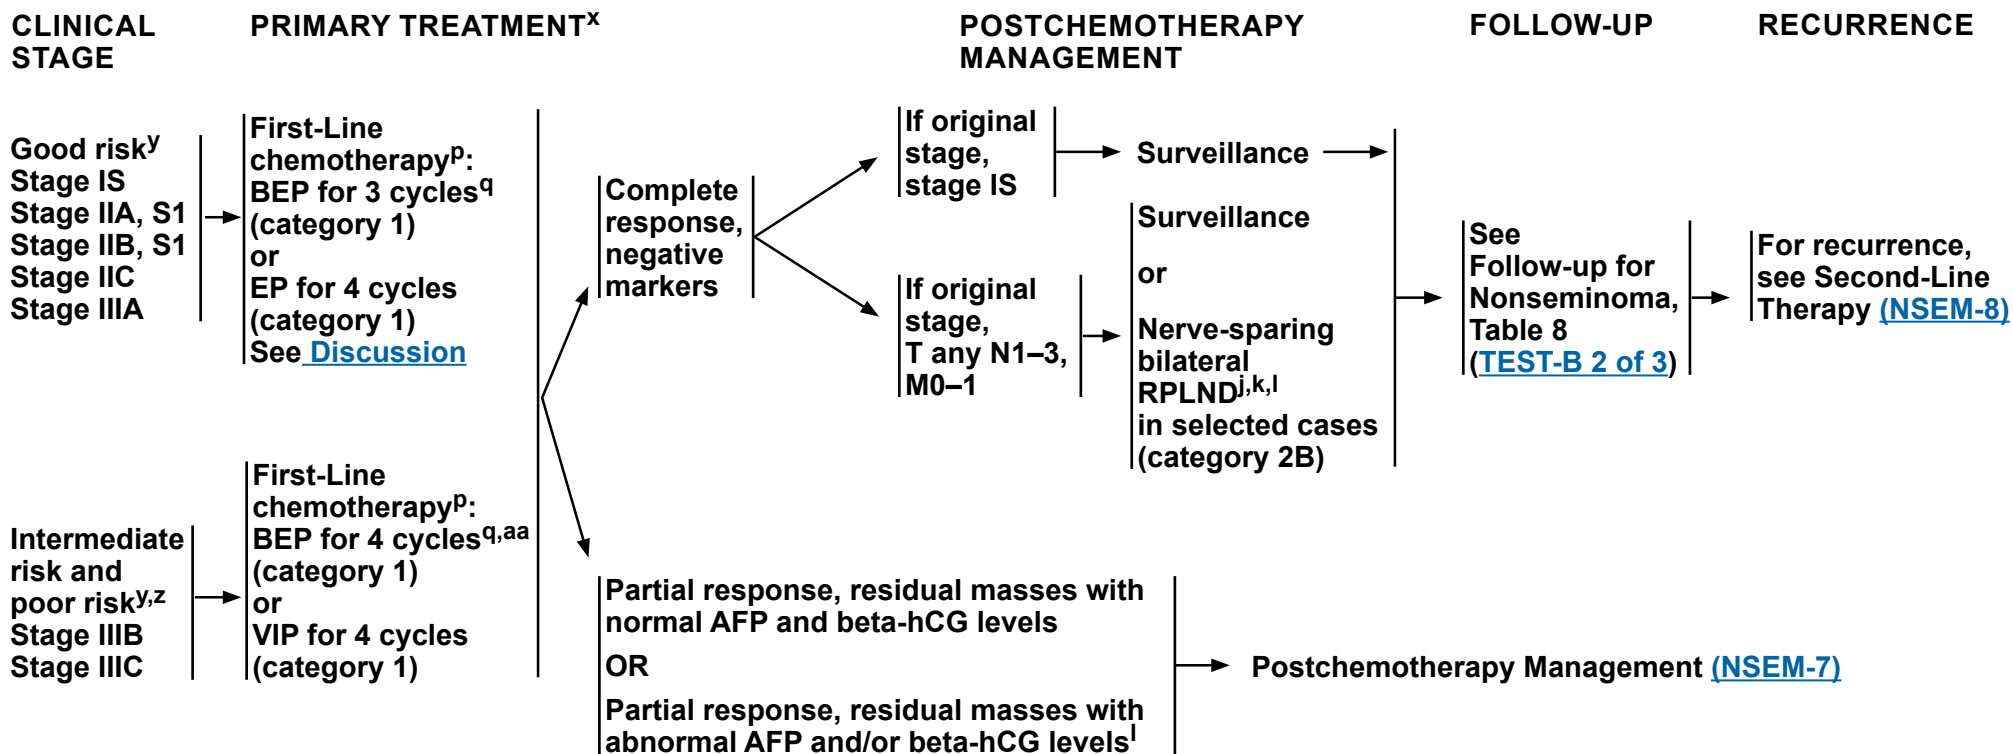 CLINICAL
STAGE
PRIMARY TREATMENTˣ
POSTCHEMOTHERAPY
MANAGEMENT
FOLLOW-UP
RECURRENCE
Good riskʸ
Stage IS
Stage IIA, S1
Stage IIB, S1
Stage IIC
Stage IIIA
First-Line
chemotherapyᵖ:
BEP for 3 cycles^q
(category 1)
or
EP for 4 cycles
(category 1)
See Discussion
Intermediate
risk and
poor risk^y,z
Stage IIIB
Stage IIIC
First-Line
chemotherapyᵖ:
BEP for 4 cycles^q,aa
(category 1)
or
VIP for 4 cycles
(category 1)
Complete
response,
negative
markers
If original
stage,
stage IS
Surveillance
If original
stage,
T any N1–3,
M0–1
Surveillance
or
Nerve-sparing
bilateral
RPLND^j,k,l
in selected cases
(category 2B)
See
Follow-up for
Nonseminoma,
Table 8
(TEST-B 2 of 3)
For recurrence,
see Second-Line
Therapy (NSEM-8)
Partial response, residual masses with
normal AFP and beta-hCG levels
OR
Partial response, residual masses with
abnormal AFP and/or beta-hCG levelsˡ
Postchemotherapy Management (NSEM-7)